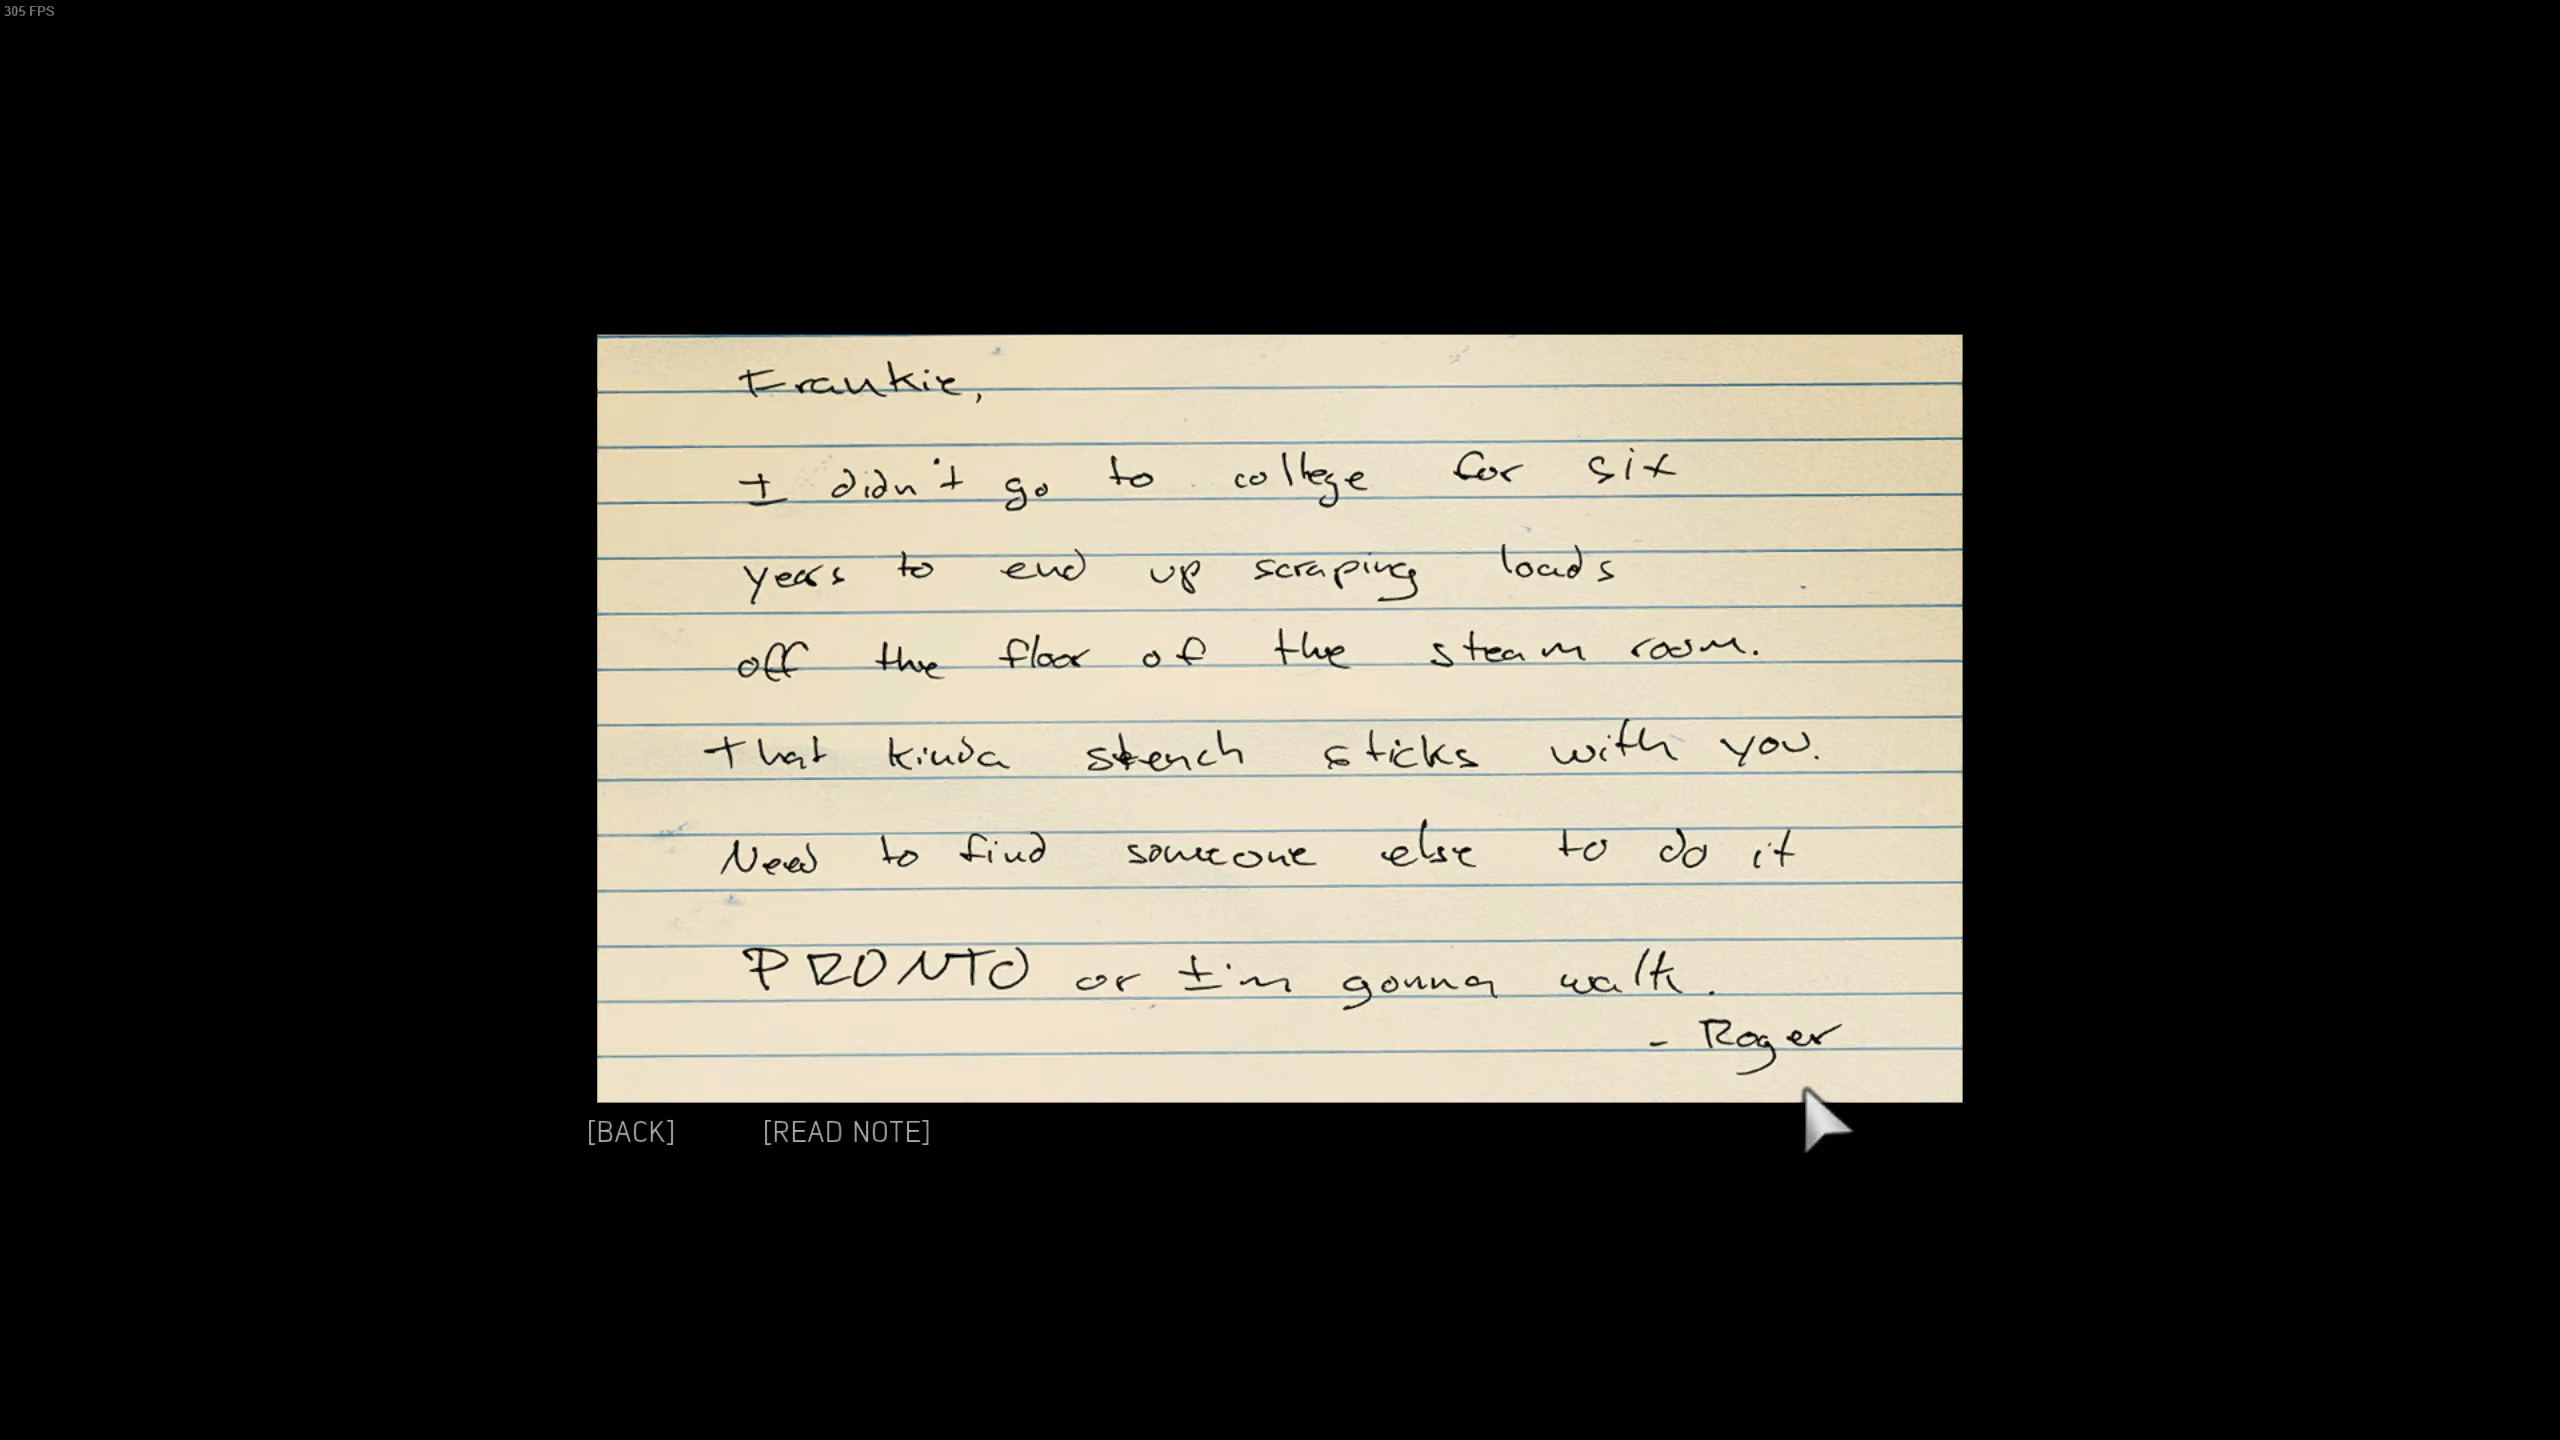 305 FPS
Frankie,
I didn't go to college for six
years to end up scraping loads
off the floor of the steam room.
That kinda stench sticks with you.
Need to find someone else to do it
PRONTO or I'm gonna walk.
- Roger
[BACK] [READ NOTE]